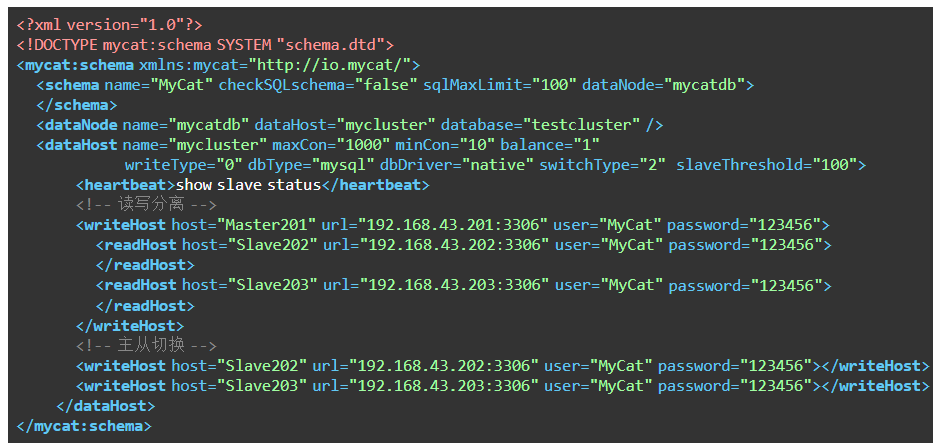 <?xml version="1.0"?>
<!DOCTYPE mycat:schema SYSTEM "schema.dtd">
<mycat:schema xmlns:mycat="http://io.mycat/">
<schema name="MyCat" checkSQLschema="false" sqlMaxLimit="100" dataNode="mycatdb">
</schema>
<dataNode name="mycatdb" dataHost="mycluster" database="testcluster" />
<dataHost name="mycluster" maxCon="1000" minCon="10" balance="1"
writeType="0" dbType="mysql" dbDriver="native" switchType="2" slaveThreshold="100">
<heartbeat>show slave status</heartbeat>
<!-- 读写分离 -->
<writeHost host="Master201" url="192.168.43.201:3306" user="MyCat" password="123456">
<readHost host="Slave202" url="192.168.43.202:3306" user="MyCat" password="123456">
</readHost>
<readHost host="Slave203" url="192.168.43.203:3306" user="MyCat" password="123456">
</readHost>
</writeHost>
<!-- 主从切换 -->
<writeHost host="Slave202" url="192.168.43.202:3306" user="MyCat" password="123456"></writeHost>
<writeHost host="Slave203" url="192.168.43.203:3306" user="MyCat" password="123456"></writeHost>
</dataHost>
</mycat:schema>